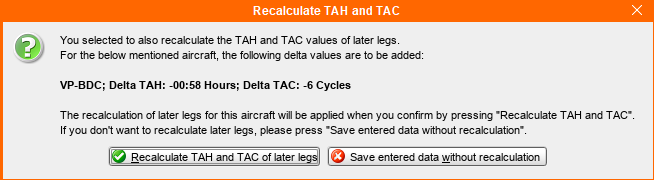 Recalculate TAH and TAC
You selected to also recalculate the TAH and TAC values of later legs.
For the below mentioned aircraft, the following delta values are to be added:
VP-BDC; Delta TAH: -00:58 Hours; Delta TAC: -6 Cycles
The recalculation of later legs for this aircraft will be applied when you confirm by pressing "Recalculate TAH and TAC".
If you don't want to recalculate later legs, please press "Save entered data without recalculation".
Recalculate TAH and TAC of later legs
Save entered data without recalculation